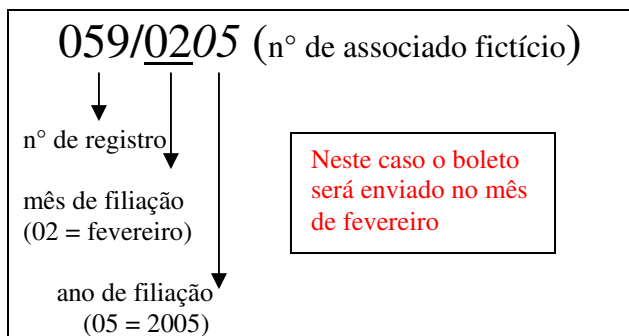 059/0205 (n° de associado fictício)
n° de registro
mês de filiação
(02 = fevereiro)
ano de filiação
(05 = 2005)
Neste caso o boleto
será enviado no mês
de fevereiro